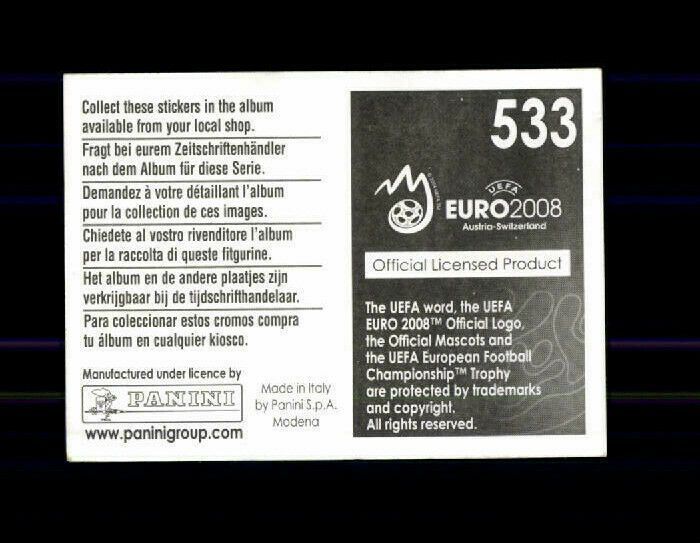 Collect these stickers in the album
available from your local shop.
Fragt bei eurem Zeitschriftenhändler
nach dem Album für diese Serie.
Demandez à votre détaillant l'album
pour la collection de ces images.
Chiedete al vostro rivenditore l'album
per la raccolta di queste fitgurine.
Het album en de andere plaatjes zijn
verkrijgbaar bij de tijdschrifthandelaar.
Para coleccionar estos cromos compra
tu álbum en cualquier kiosco.
Manufactured under licence by
PANINI
www.paninigroup.com
Made in Italy
by Panini S.p.A.
Modena
533
UEFA
EURO2008
Austria-Switzerland
Official Licensed Product
The UEFA word, the UEFA
EURO 2008™ Official Logo,
the Official Mascots and
the UEFA European Football
Championship™ Trophy
are protected by trademarks
and copyright.
All rights reserved.